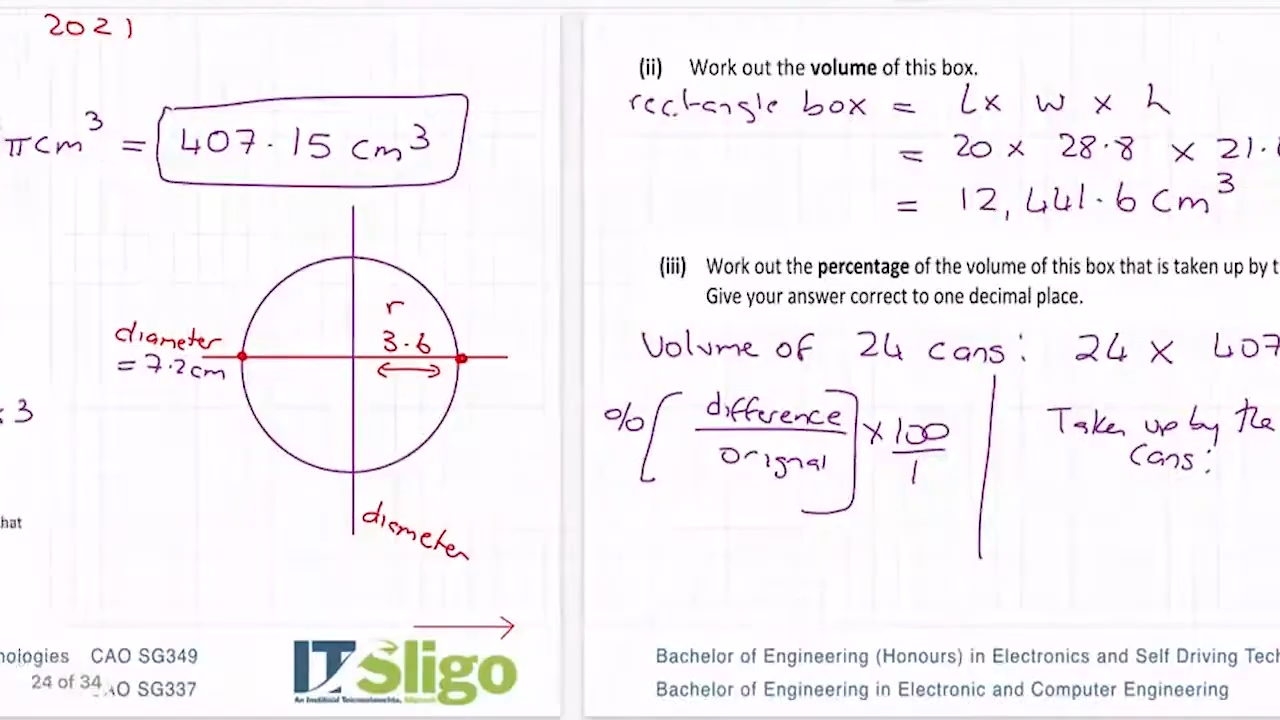 2021
πcm³ = 407.15 cm³
r
3.6
diameter
= 7.2cm
3
diameter
hat
CAO SG349
24 of 34
AO SG337
IT Sligo
(ii) Work out the volume of this box.
rectangle box = L x w x h
= 20 x 28.8 x 21.
= 12,441.6 cm³
(iii) Work out the percentage of the volume of this box that is taken up by t
Give your answer correct to one decimal place.
Volume of 24 cans: 24 x 407
% [ difference / orignal ] x 100 / 1
Taken up by the
cans:
Bachelor of Engineering (Honours) in Electronics and Self Driving Tech
Bachelor of Engineering in Electronic and Computer Engineering